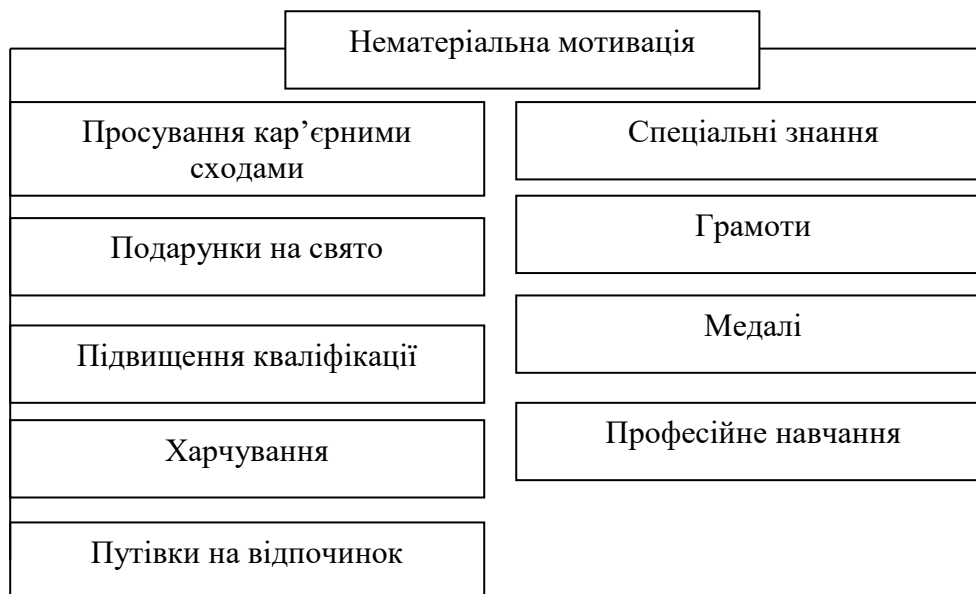 Нематеріальна мотивація
Просування кар’єрними
сходами
Подарунки на свято
Підвищення кваліфікації
Харчування
Путівки на відпочинок
Спеціальні знання
Грамоти
Медалі
Професійне навчання